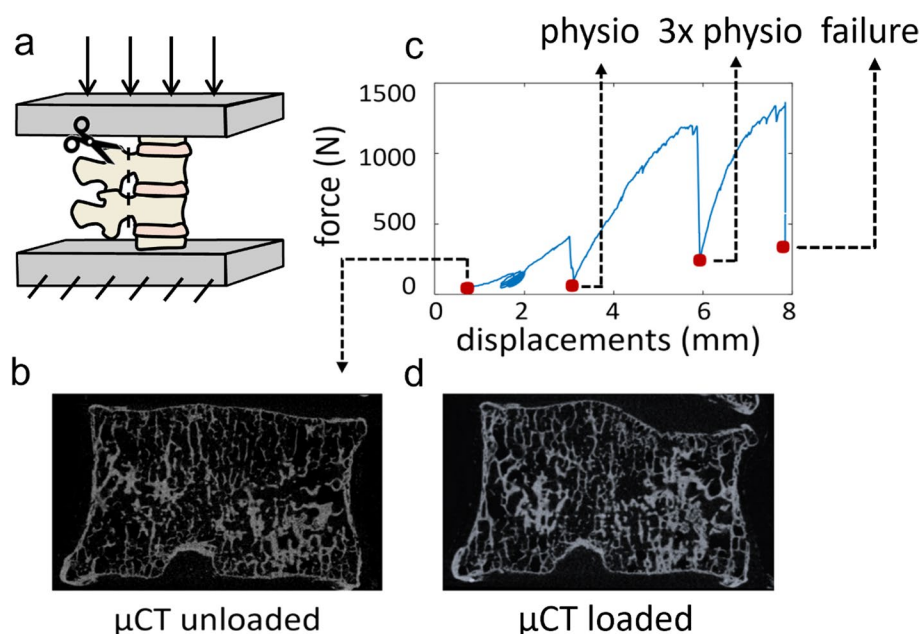 a
c
physio 3x physio failure
force (N)
1500
1000
500
0
0 2 4 6 8
displacements (mm)
b
d
µCT unloaded
µCT loaded